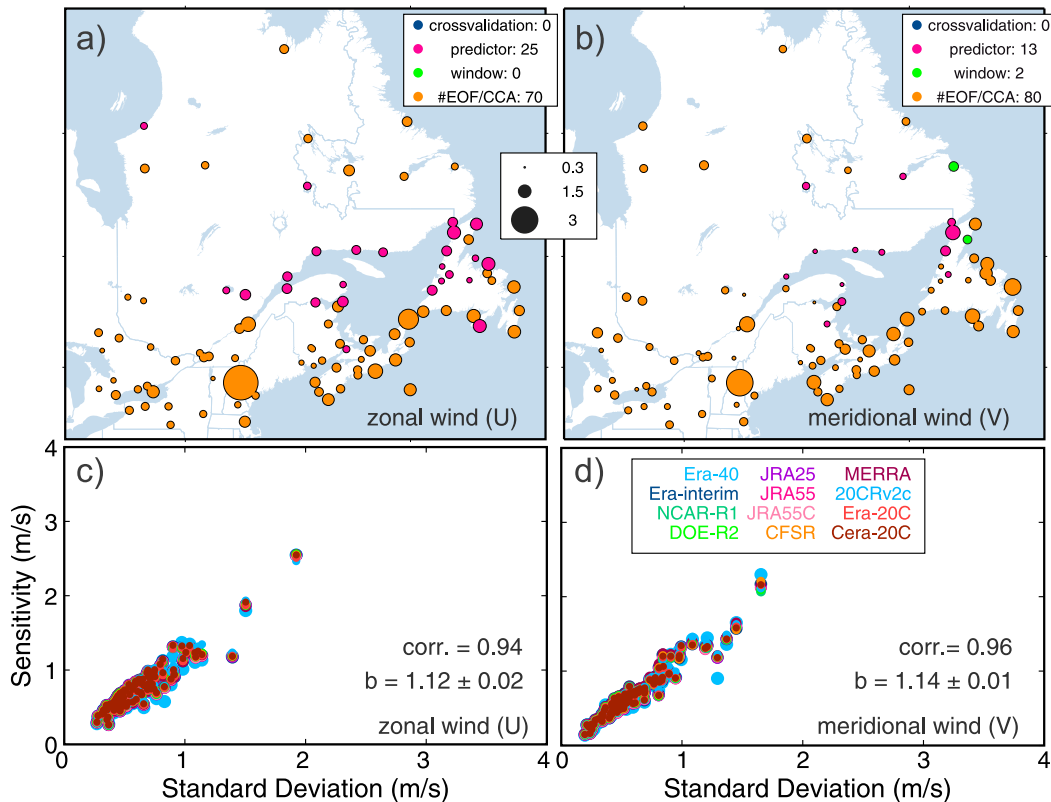 a)
crossvalidation: 0
predictor: 25
window: 0
#EOF/CCA: 70
zonal wind (U)
b)
crossvalidation: 0
predictor: 13
window: 2
#EOF/CCA: 80
meridional wind (V)
0.3
1.5
3
c)
4
3
2
1
0
Sensitivity (m/s)
corr. = 0.94
b = 1.12 ± 0.02
zonal wind (U)
1 2 3 4
Standard Deviation (m/s)
d)
Era-40 JRA25 MERRA
Era-interim JRA55 20CRv2c
NCAR-R1 JRA55C Era-20C
DOE-R2 CFSR Cera-20C
corr. = 0.96
b = 1.14 ± 0.01
meridional wind (V)
0 1 2 3 4
Standard Deviation (m/s)